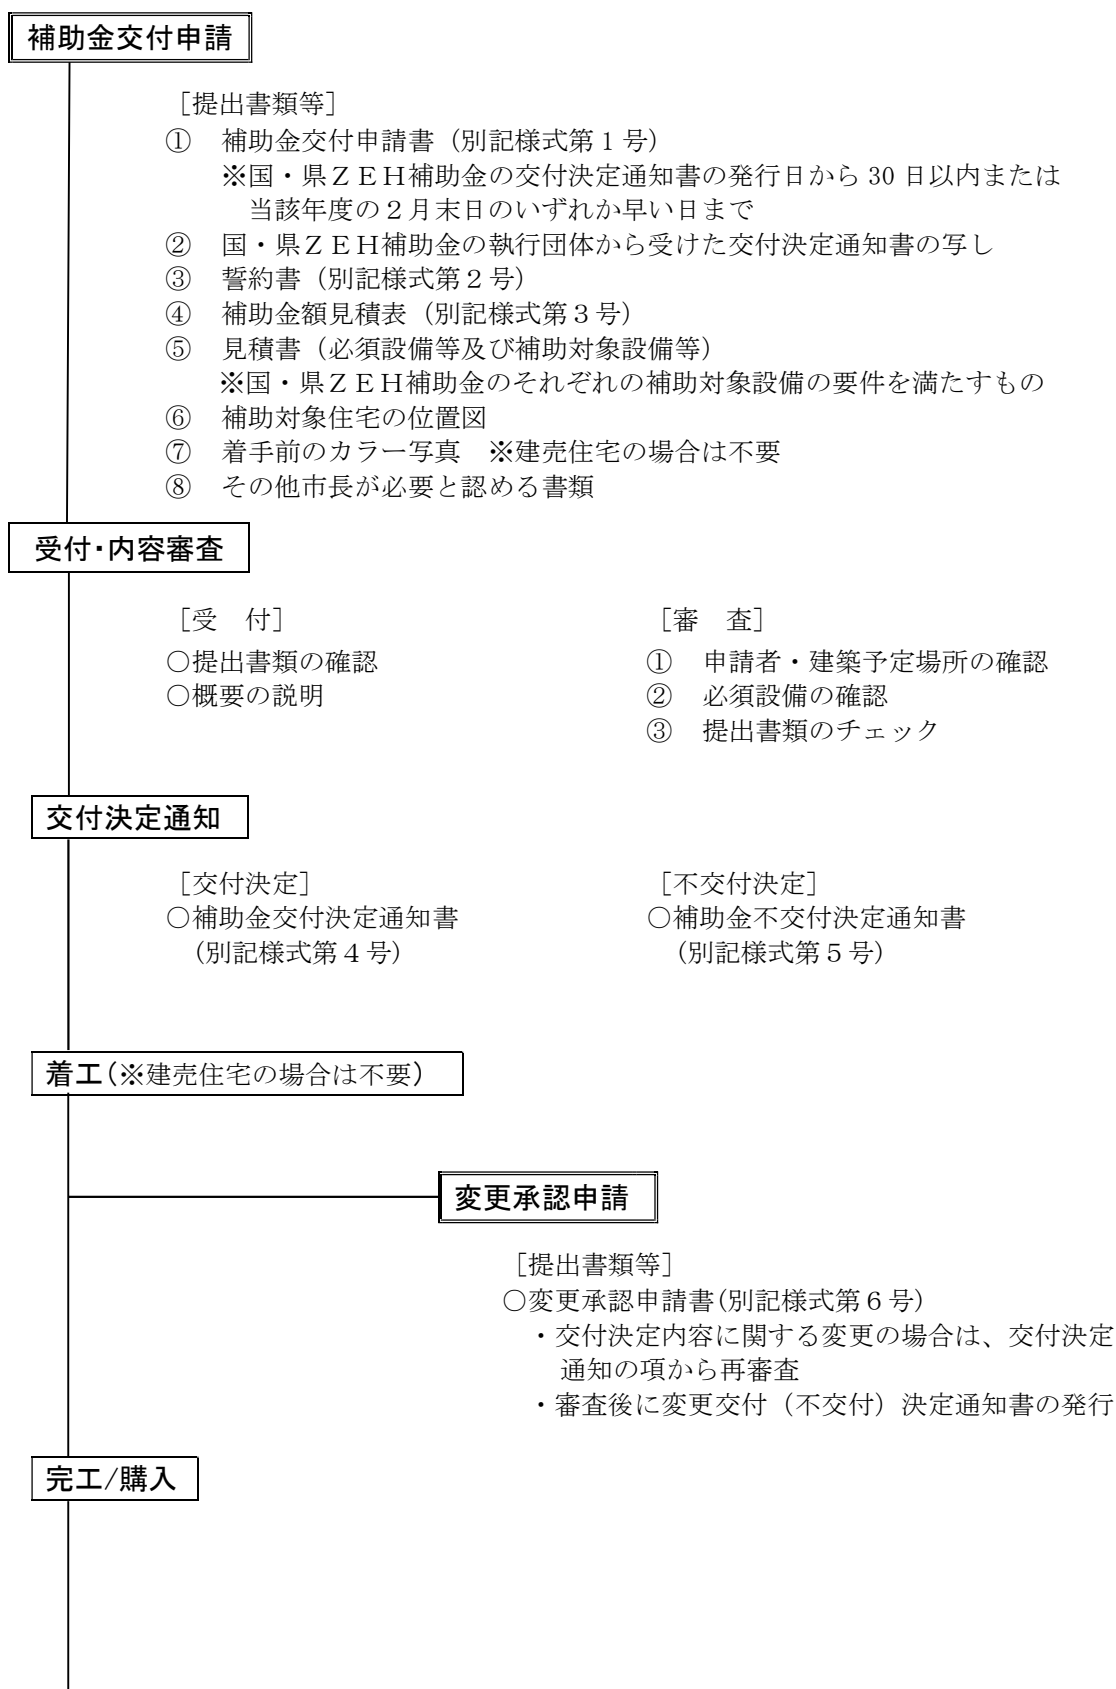 補助金交付申請
［提出書類等］
①　補助金交付申請書（別記様式第１号）
※国・県ＺＥＨ補助金の交付決定通知書の発行日から 30 日以内または
当該年度の２月末日のいずれか早い日まで
②　国・県ＺＥＨ補助金の執行団体から受けた交付決定通知書の写し
③　誓約書（別記様式第２号）
④　補助金額見積表（別記様式第３号）
⑤　見積書（必須設備等及び補助対象設備等）
※国・県ＺＥＨ補助金のそれぞれの補助対象設備の要件を満たすもの
⑥　補助対象住宅の位置図
⑦　着手前のカラー写真　※建売住宅の場合は不要
⑧　その他市長が必要と認める書類
受付・内容審査
［受　付］
○提出書類の確認
○概要の説明
［審　査］
①　申請者・建築予定場所の確認
②　必須設備の確認
③　提出書類のチェック
交付決定通知
［交付決定］
○補助金交付決定通知書
（別記様式第４号）
［不交付決定］
○補助金不交付決定通知書
（別記様式第５号）
着工（※建売住宅の場合は不要）
変更承認申請
［提出書類等］
○変更承認申請書（別記様式第６号）
・交付決定内容に関する変更の場合は、交付決定
通知の項から再審査
・審査後に変更交付（不交付）決定通知書の発行
完工/購入